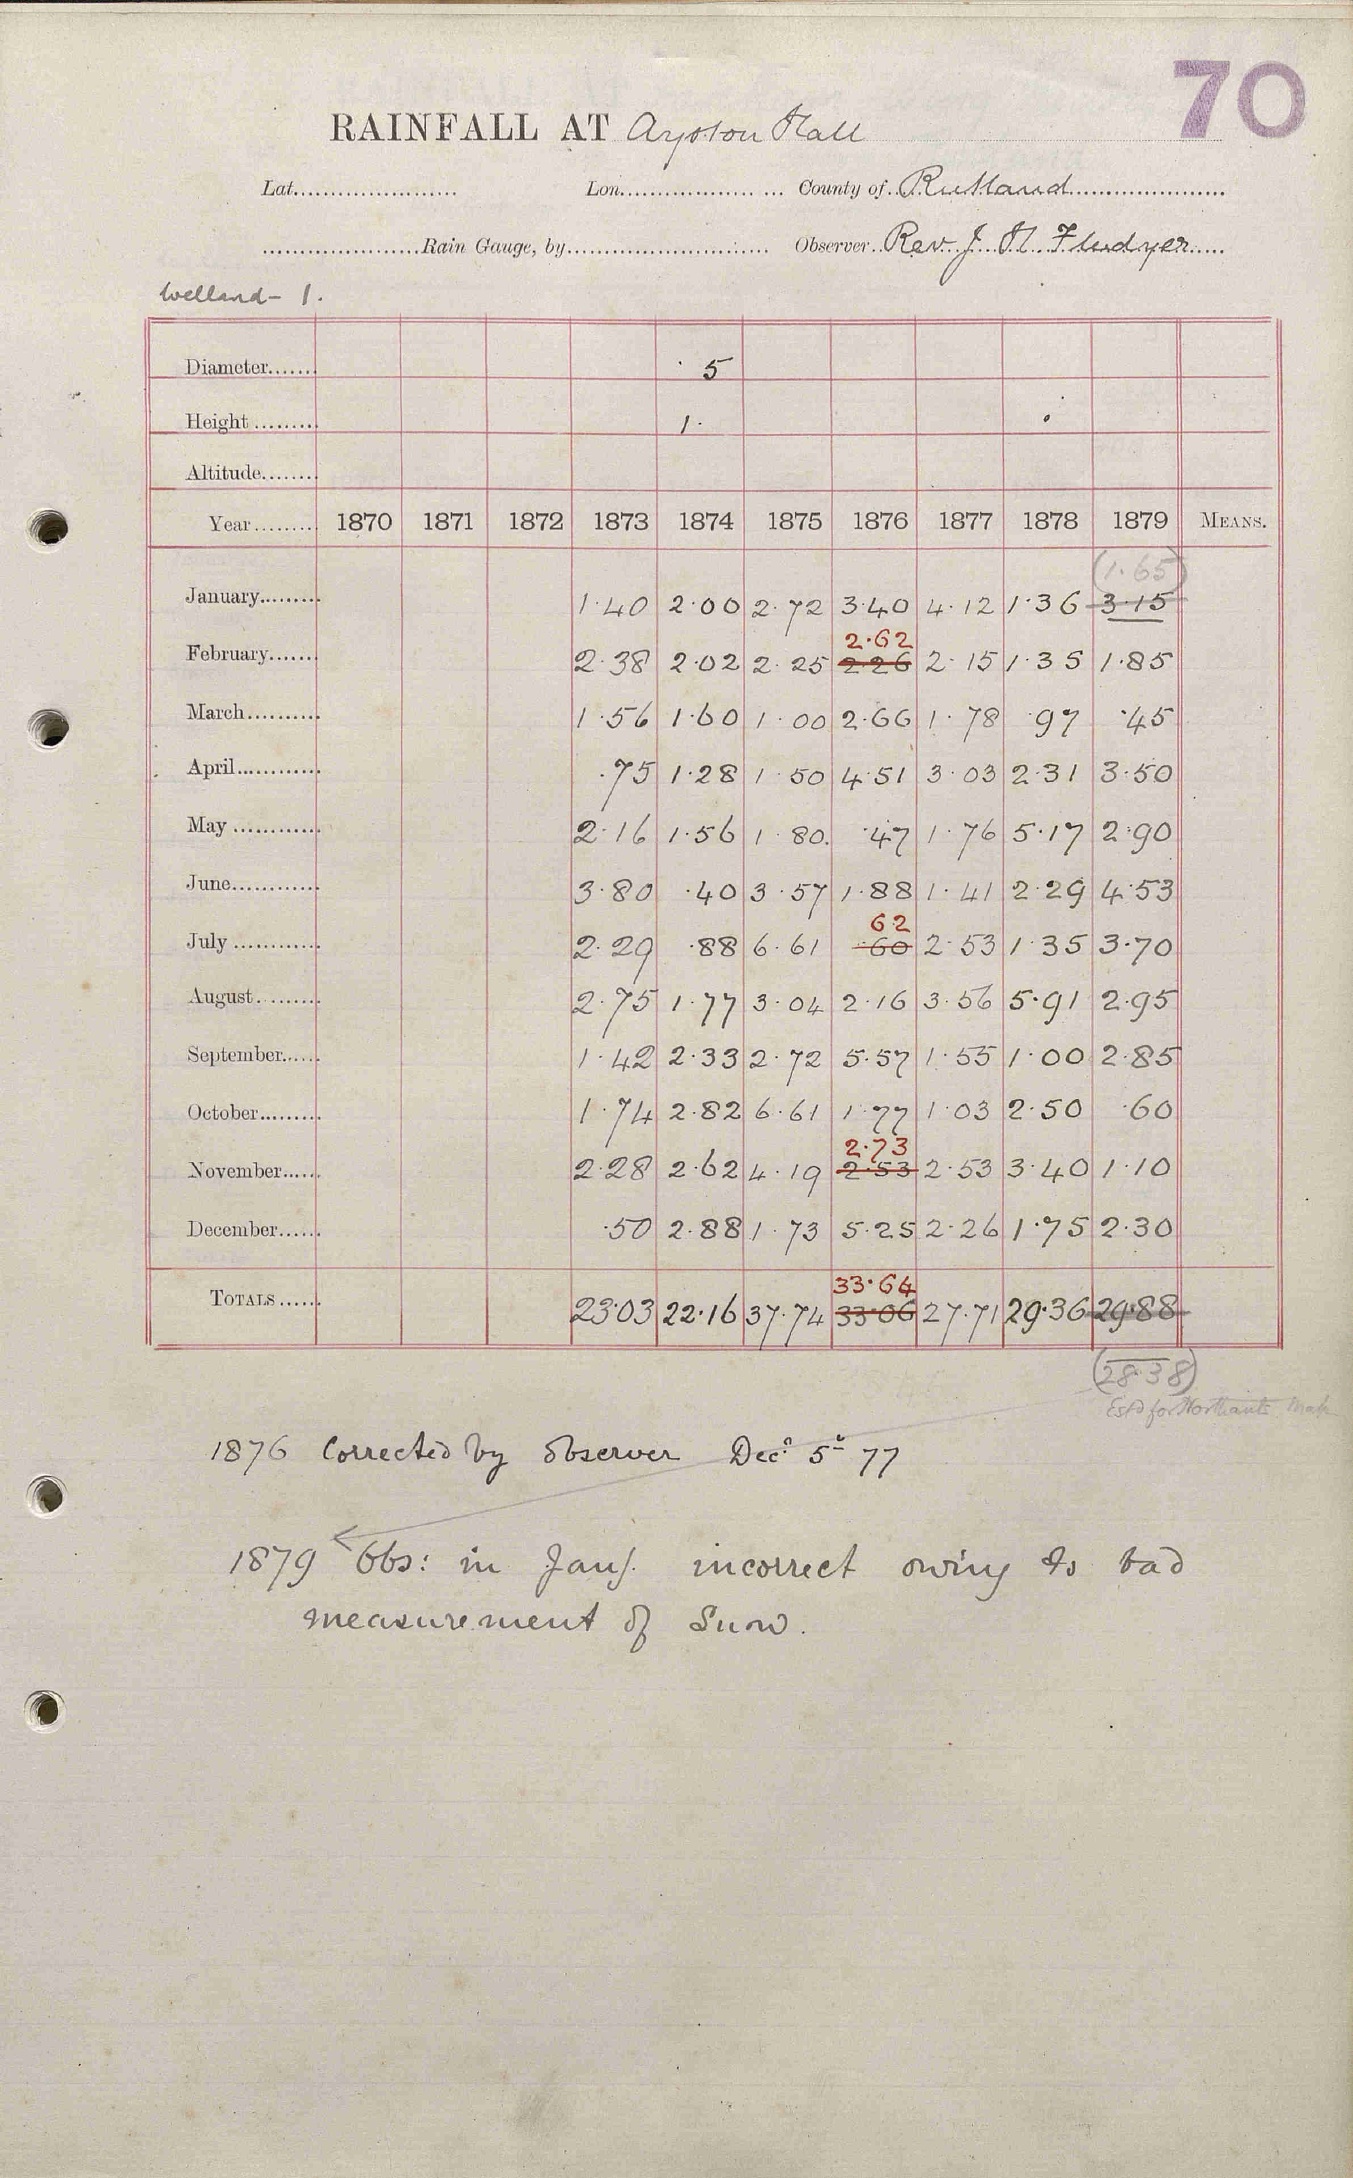 70
RAINFALL AT Ayston Hall
Lat...................... Lon.................. ... County of Rutland
.....................Rain Gauge, by........................... Observer Rev J H Fludyer
Welland - 1.
Diameter....... 5
Height......... 1.
Altitude........
Year......... 1870 1871 1872 1873 1874 1875 1876 1877 1878 1879 MEANS.
(1.65)
January......... 1.40 2.00 2.72 3.40 4.12 1.36 3.15
2.62
February....... 2.38 2.02 2.25 2.26 2.15 1.35 1.85
March.......... 1.56 1.60 1.00 2.66 1.78 .97 .45
April............ .75 1.28 1.50 4.51 3.03 2.31 3.50
May ............ 2.16 1.56 1.80. .47 1.76 5.17 2.90
June............ 3.80 .40 3.57 1.88 1.41 2.29 4.53
62
July ............ 2.29 .88 6.61 .60 2.53 1.35 3.70
August......... 2.75 1.77 3.04 2.16 3.56 5.91 2.95
September...... 1.42 2.33 2.72 5.57 1.55 1.00 2.85
October......... 1.74 2.82 6.61 1.77 1.03 2.50 .60
2.73
November...... 2.28 2.62 4.19 2.53 2.53 3.40 1.10
December...... .50 2.88 1.73 5.25 2.26 1.75 2.30
33.64
TOTALS...... 23.03 22.16 37.74 33.06 27.71 29.36 29.88
(28.38)
Estd for Northants Mach
1876 Corrected by observer Decr 5th 77
1879 Obs: in Jany. incorrect owing to bad
measurement of Snow.